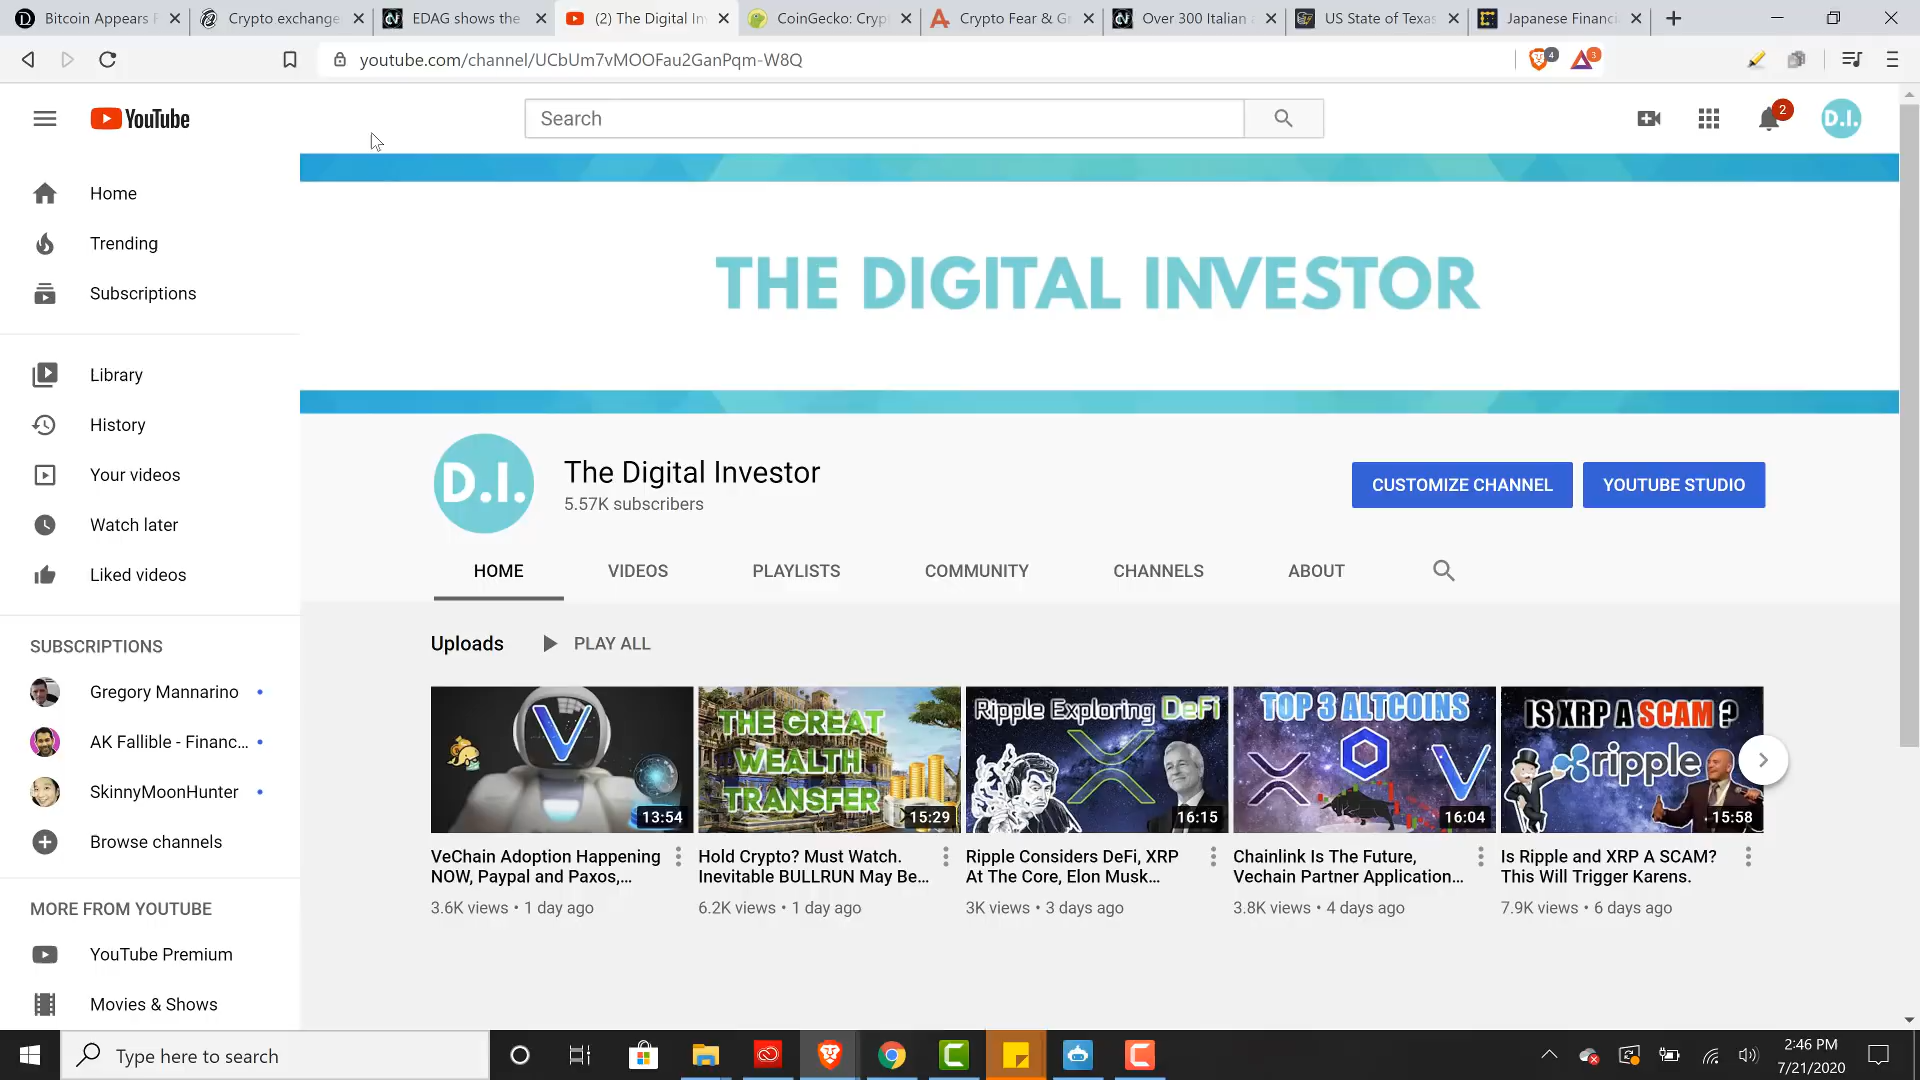 Bitcoin Appears
Crypto exchange
EDAG shows the
(2) The Digital In
CoinGecko: Cryp
Crypto Fear & G
Over 300 Italian
US State of Texas
Japanese Financi
youtube.com/channel/UCbUm7vMOOFau2GanPqm-W8Q
4
3
YouTube
Search
2
D.I.
Home
Trending
Subscriptions
Library
History
Your videos
Watch later
Liked videos
SUBSCRIPTIONS
Gregory Mannarino
AK Fallible - Financ...
SkinnyMoonHunter
Browse channels
MORE FROM YOUTUBE
YouTube Premium
Movies & Shows
THE DIGITAL INVESTOR
D.I.
The Digital Investor
5.57K subscribers
CUSTOMIZE CHANNEL
YOUTUBE STUDIO
HOME
VIDEOS
PLAYLISTS
COMMUNITY
CHANNELS
ABOUT
Uploads
PLAY ALL
13:54
VeChain Adoption Happening
NOW, Paypal and Paxos,...
3.6K views • 1 day ago
THE GREAT
WEALTH
TRANSFER
15:29
Hold Crypto? Must Watch.
Inevitable BULLRUN May Be...
6.2K views • 1 day ago
Ripple Exploring DeFi
16:15
Ripple Considers DeFi, XRP
At The Core, Elon Musk...
3K views • 3 days ago
TOP 3 ALTCOINS
16:04
Chainlink Is The Future,
Vechain Partner Application...
3.8K views • 4 days ago
IS XRP A SCAM?
ripple
15:58
Is Ripple and XRP A SCAM?
This Will Trigger Karens.
7.9K views • 6 days ago
Type here to search
2:46 PM
7/21/2020